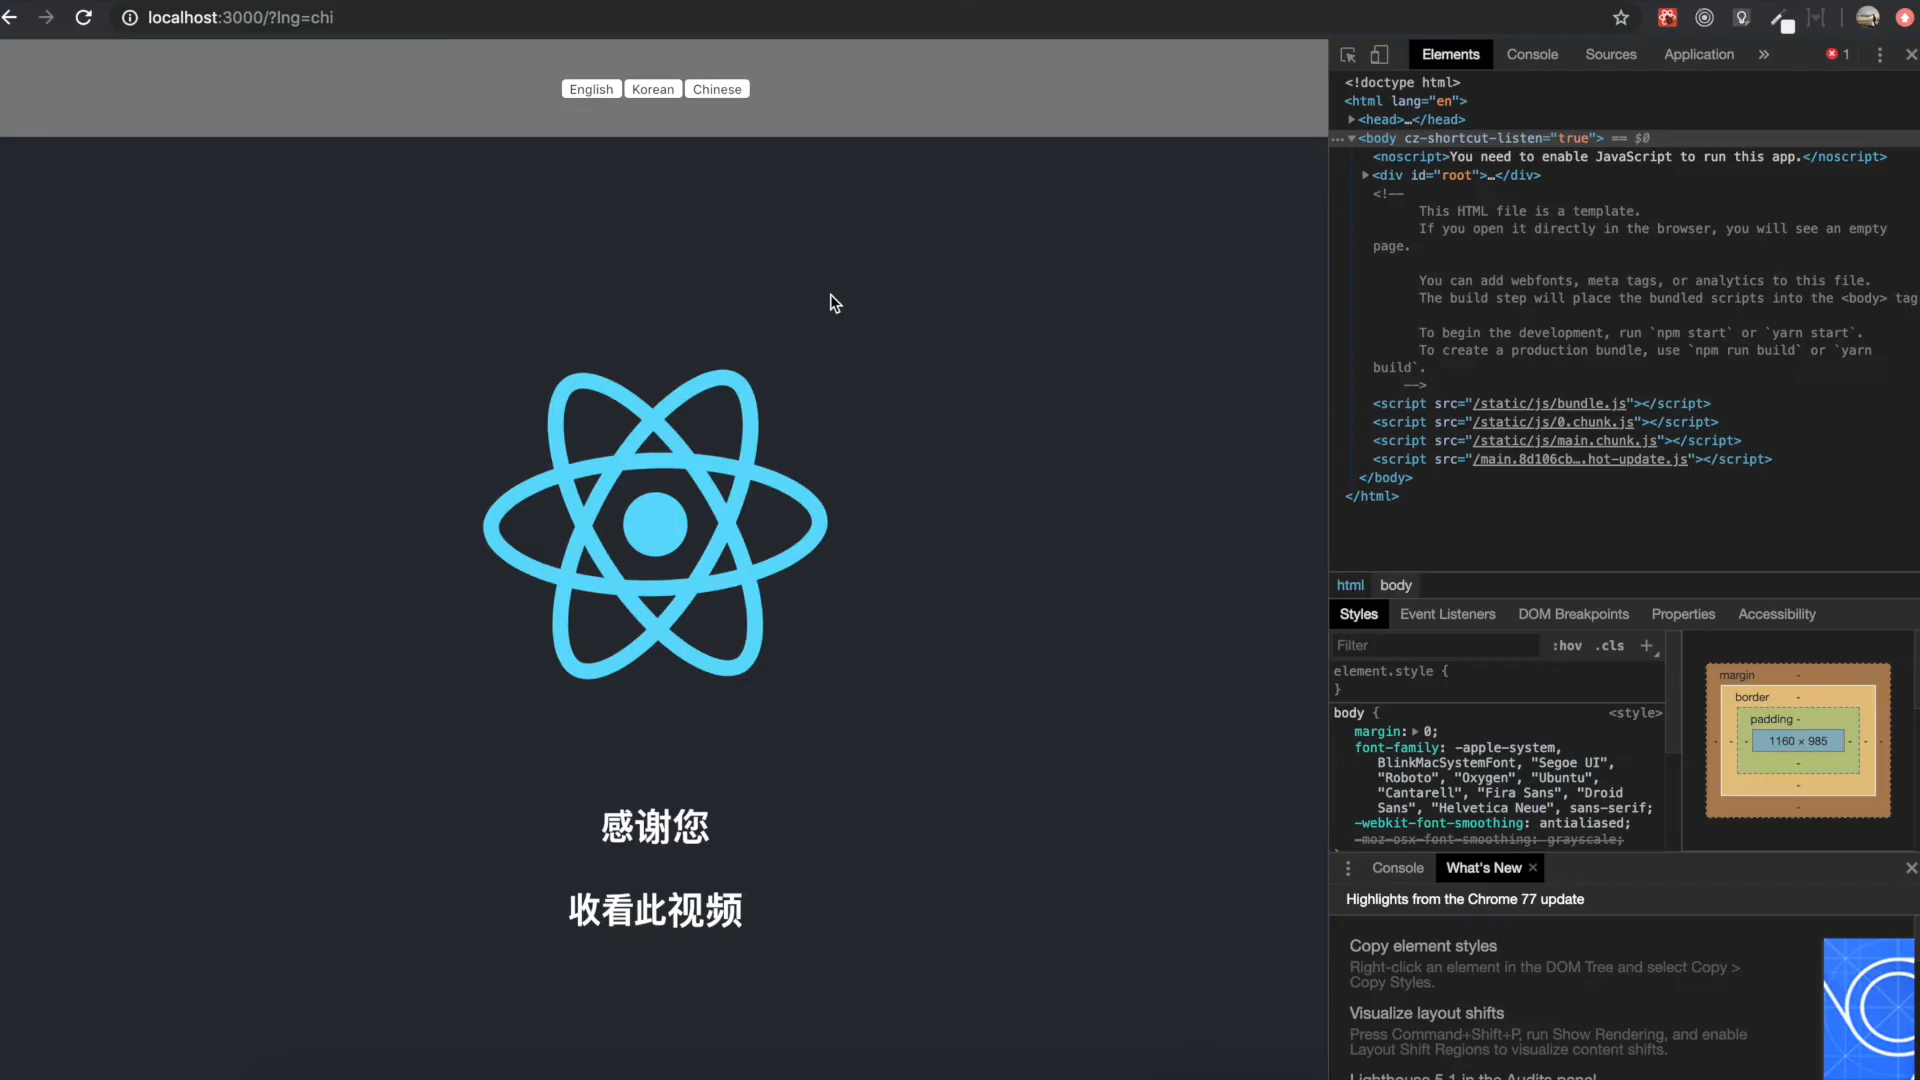 localhost:3000/?lng=chi
English Korean Chinese
感谢您
收看此视频
Elements Console Sources Application » 1
<!doctype html>
<html lang="en">
<head>…</head>
<body cz-shortcut-listen="true"> == $0
<noscript>You need to enable JavaScript to run this app.</noscript>
<div id="root">…</div>
<!--
This HTML file is a template.
If you open it directly in the browser, you will see an empty
page.
You can add webfonts, meta tags, or analytics to this file.
The build step will place the bundled scripts into the <body> tag
To begin the development, run `npm start` or `yarn start`.
To create a production bundle, use `npm run build` or `yarn
build`.
-->
<script src="/static/js/bundle.js"></script>
<script src="/static/js/0.chunk.js"></script>
<script src="/static/js/main.chunk.js"></script>
<script src="/main.8d106cb….hot-update.js"></script>
</body>
</html>
html body
Styles Event Listeners DOM Breakpoints Properties Accessibility
Filter :hov .cls +
element.style {
}
body { <style>
margin: 0;
font-family: -apple-system,
BlinkMacSystemFont, "Segoe UI",
"Roboto", "Oxygen", "Ubuntu",
"Cantarell", "Fira Sans", "Droid
Sans", "Helvetica Neue", sans-serif;
-webkit-font-smoothing: antialiased;
-moz-osx-font-smoothing: grayscale;
margin -
border -
padding -
1160 × 985
Console What's New
Highlights from the Chrome 77 update
Copy element styles
Right-click an element in the DOM Tree and select Copy >
Copy Styles.
Visualize layout shifts
Press Command+Shift+P, run Show Rendering, and enable
Layout Shift Regions to visualize content shifts.
Lighthouse 5.1 in the Audits panel